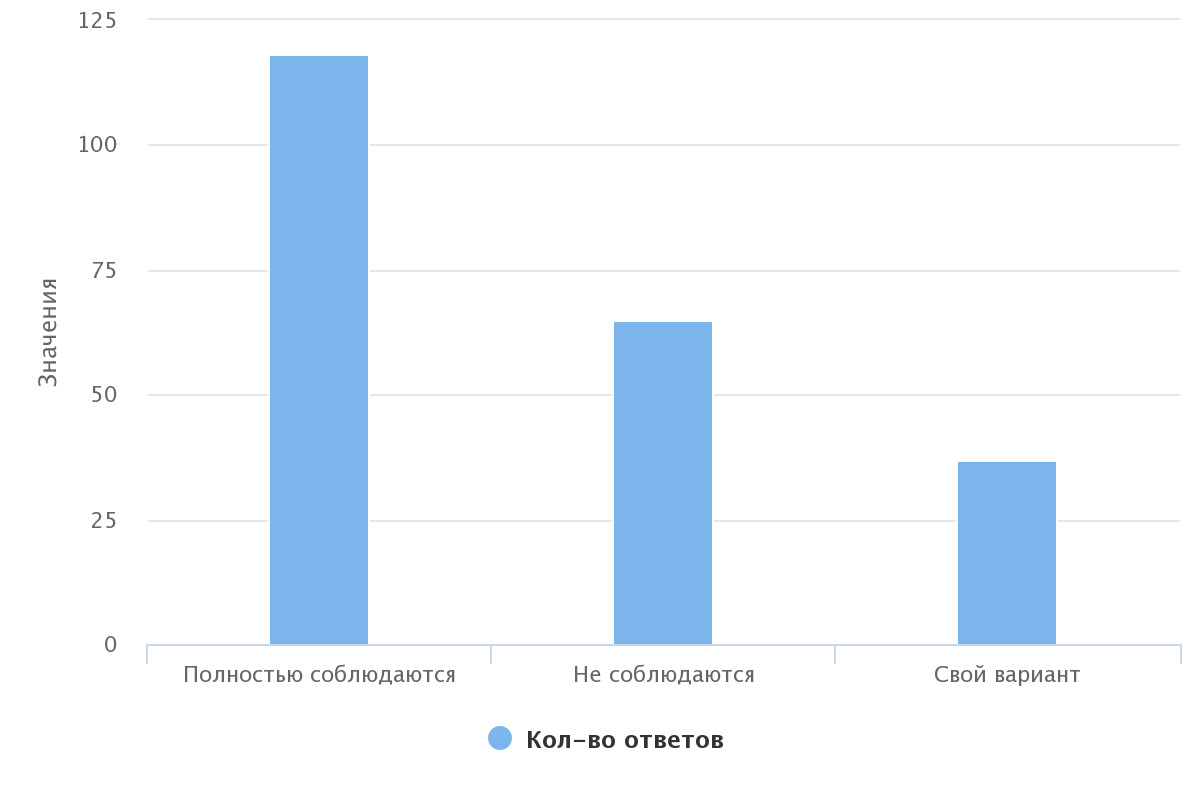 125
100
75
50
25
0
Значения
Полностью соблюдаются
Не соблюдаются
Свой вариант
Кол-во ответов